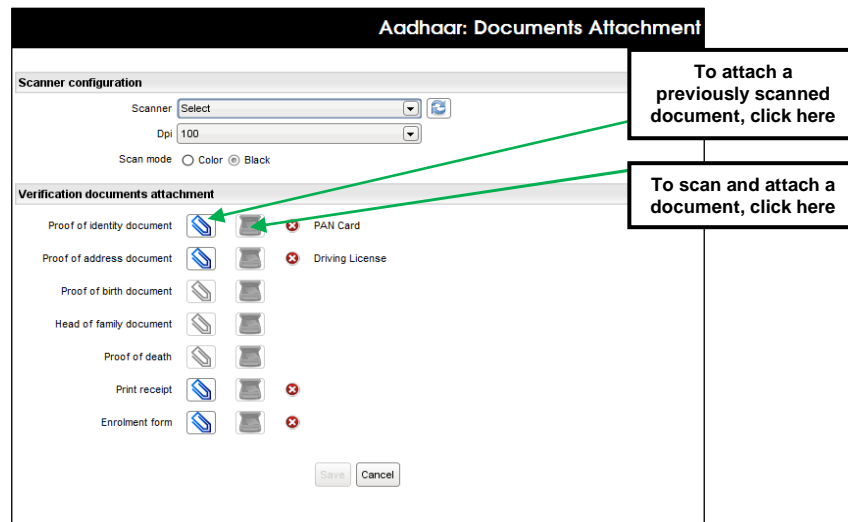 Aadhaar: Documents Attachment
To attach a
previously scanned
document, click here
Scanner configuration
Scanner Select
Dpi 100
Scan mode Color Black
To scan and attach a
document, click here
Verification documents attachment
Proof of identity document PAN Card
Proof of address document Driving License
Proof of birth document
Head of family document
Proof of death
Print receipt
Enrolment form
Save Cancel